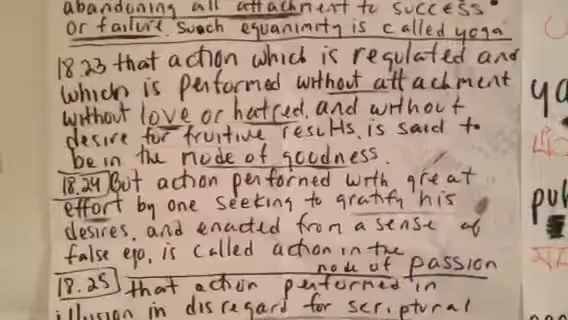 abandoning all attachment to success
or failure. Such equanimity is called yoga
18.23 that action which is regulated and
which is performed without attachment
without love or hatred, and without
desire for fruitive results, is said to
be in the mode of goodness.
18.24 But action performed with great
effort by one seeking to gratify his
desires, and enacted from a sense of
false ego, is called action in the
mode of passion
18.25 that action performed in
illusion in disregard for scriptural
ya
pu